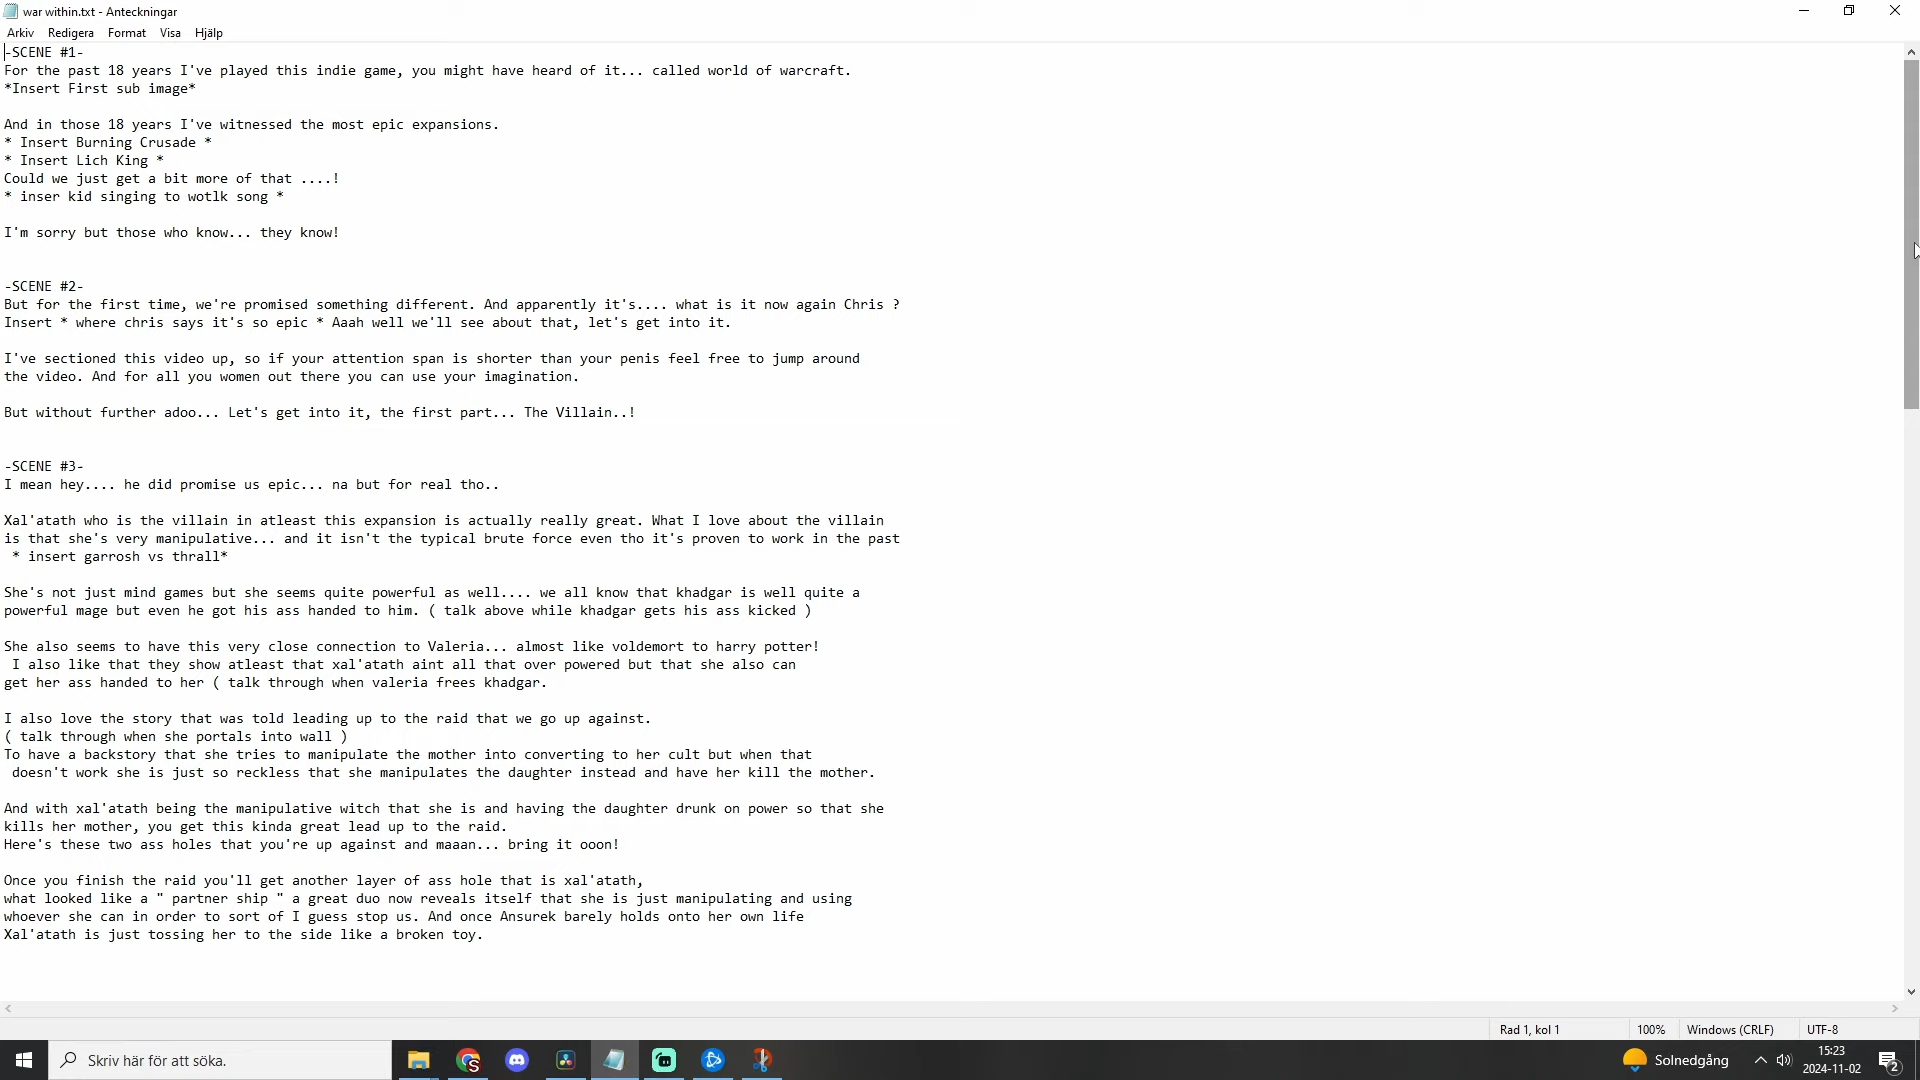 war within.txt - Anteckningar
Arkiv Redigera Format Visa Hjälp
-SCENE #1-
For the past 18 years I've played this indie game, you might have heard of it... called world of warcraft.
*Insert First sub image*
And in those 18 years I've witnessed the most epic expansions.
* Insert Burning Crusade *
* Insert Lich King *
Could we just get a bit more of that ....!
* inser kid singing to wotlk song *
I'm sorry but those who know... they know!
-SCENE #2-
But for the first time, we're promised something different. And apparently it's.... what is it now again Chris ?
Insert * where chris says it's so epic * Aaah well we'll see about that, let's get into it.
I've sectioned this video up, so if your attention span is shorter than your penis feel free to jump around
the video. And for all you women out there you can use your imagination.
But without further adoo... Let's get into it, the first part... The Villain..!
-SCENE #3-
I mean hey.... he did promise us epic... na but for real tho..
Xal'atath who is the villain in atleast this expansion is actually really great. What I love about the villain
is that she's very manipulative... and it isn't the typical brute force even tho it's proven to work in the past
* insert garrosh vs thrall*
She's not just mind games but she seems quite powerful as well.... we all know that khadgar is well quite a
powerful mage but even he got his ass handed to him. ( talk above while khadgar gets his ass kicked )
She also seems to have this very close connection to Valeria... almost like voldemort to harry potter!
I also like that they show atleast that xal'atath aint all that over powered but that she also can
get her ass handed to her ( talk through when valeria frees khadgar.
I also love the story that was told leading up to the raid that we go up against.
( talk through when she portals into wall )
To have a backstory that she tries to manipulate the mother into converting to her cult but when that
doesn't work she is just so reckless that she manipulates the daughter instead and have her kill the mother.
And with xal'atath being the manipulative witch that she is and having the daughter drunk on power so that she
kills her mother, you get this kinda great lead up to the raid.
Here's these two ass holes that you're up against and maaan... bring it ooon!
Once you finish the raid you'll get another layer of ass hole that is xal'atath,
what looked like a " partner ship " a great duo now reveals itself that she is just manipulating and using
whoever she can in order to sort of I guess stop us. And once Ansurek barely holds onto her own life
Xal'atath is just tossing her to the side like a broken toy.
Rad 1, kol 1 100% Windows (CRLF) UTF-8
Skriv här för att söka.
Solnedgång
15:23
2024-11-02
2